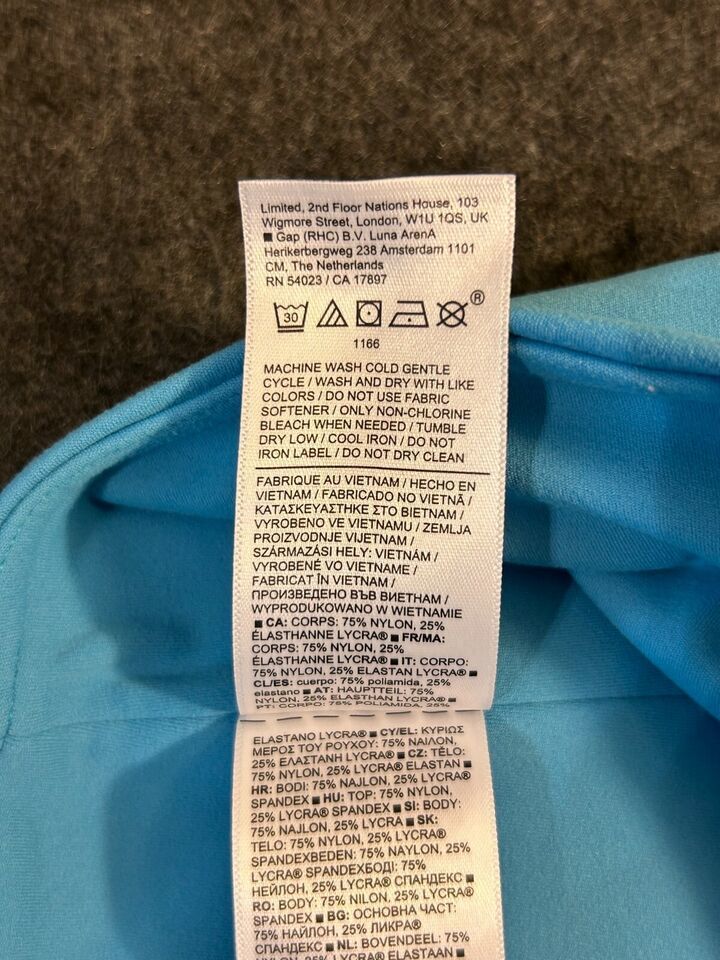 Limited, 2nd Floor Nations House, 103
Wigmore Street, London, W1U 1QS, UK
■ Gap (RHC) B.V. Luna ArenA
Herikerbergweg 238 Amsterdam 1101
CM, The Netherlands
RN 54023 / CA 17897
30
®
1166
MACHINE WASH COLD GENTLE
CYCLE / WASH AND DRY WITH LIKE
COLORS / DO NOT USE FABRIC
SOFTENER / ONLY NON-CHLORINE
BLEACH WHEN NEEDED / TUMBLE
DRY LOW / COOL IRON / DO NOT
IRON LABEL / DO NOT DRY CLEAN
FABRIQUE AU VIETNAM / HECHO EN
VIETNAM / FABRICADO NO VIETNÃ /
ΚΑΤΑΣΚΕΥΑΣΤΗΚΕ ΣΤΟ ΒΙΕΤΝΑΜ /
VYROBENO VE VIETNAMU / ZEMLJA
PROIZVODNJE VIJETNAM /
SZÁRMAZÁSI HELY: VIETNÁM /
VYROBENÉ VO VIETNAME /
FABRICAT ÎN VIETNAM /
ПРОИЗВЕДЕНО ВЪВ ВИЕТНАМ /
WYPRODUKOWANO W WIETNAMIE
■ CA: CORPS: 75% NYLON, 25%
ÉLASTHANNE LYCRA® ■ FR/MA:
CORPS: 75% NYLON, 25%
ÉLASTHANNE LYCRA® ■ IT: CORPO:
75% NYLON, 25% ELASTAN LYCRA® ■
CL/ES: cuerpo: 75% poliamida, 25%
elastano ■ AT: HAUPTTEIL: 75%
NYLON, 25% ELASTHAN LYCRA® ■
PT: CORPO: 75% POLIAMIDA, 25%
ELASTANO LYCRA® ■ CY/EL: ΚΥΡΙΩΣ
ΜΕΡΟΣ ΤΟΥ ΡΟΥΧΟΥ: 75% ΝΑΙΛΟΝ,
25% ΕΛΑΣΤΑΝΗ LYCRA® ■ CZ: TĚLO:
75% NYLON, 25% LYCRA® ELASTAN ■
HR: BODI: 75% NAJLON, 25% LYCRA®
SPANDEX ■ HU: TOP: 75% NYLON,
25% LYCRA® SPANDEX ■ SI: BODY:
75% NAJLON, 25% LYCRA ■ SK:
TELO: 75% NYLON, 25% LYCRA®
SPANDEXBEDEN: 75% NAYLON, 25%
LYCRA® SPANDEXБОДІ: 75%
НЕЙЛОН, 25% LYCRA® СПАНДЕКС ■
RO: BODY: 75% NILON, 25% LYCRA®
SPANDEX ■ BG: ОСНОВНА ЧАСТ:
75% НАЙЛОН, 25% ЛИКРА®
СПАНДЕКС ■ NL: BOVENDEEL: 75%
NYLON, 25% LYCRA® ELASTAAN ■